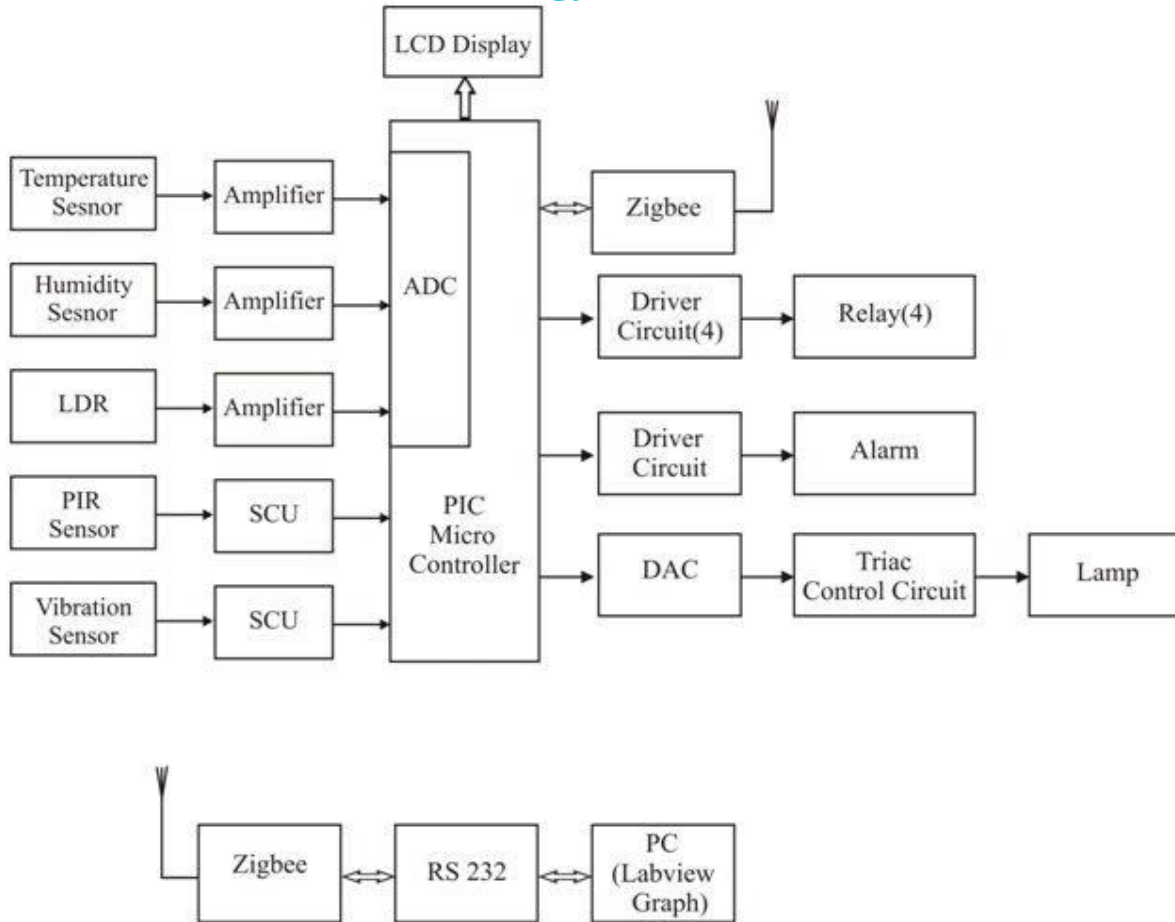 LCD Display
Temperature
Sesnor
Amplifier
Zigbee
Humidity
Sesnor
Amplifier
ADC
Driver
Circuit(4)
Relay(4)
LDR
Amplifier
Driver
Circuit
Alarm
PIR
Sensor
SCU
PIC
Micro
Controller
DAC
Triac
Control Circuit
Lamp
Vibration
Sensor
SCU
Zigbee
RS 232
PC
(Labview
Graph)